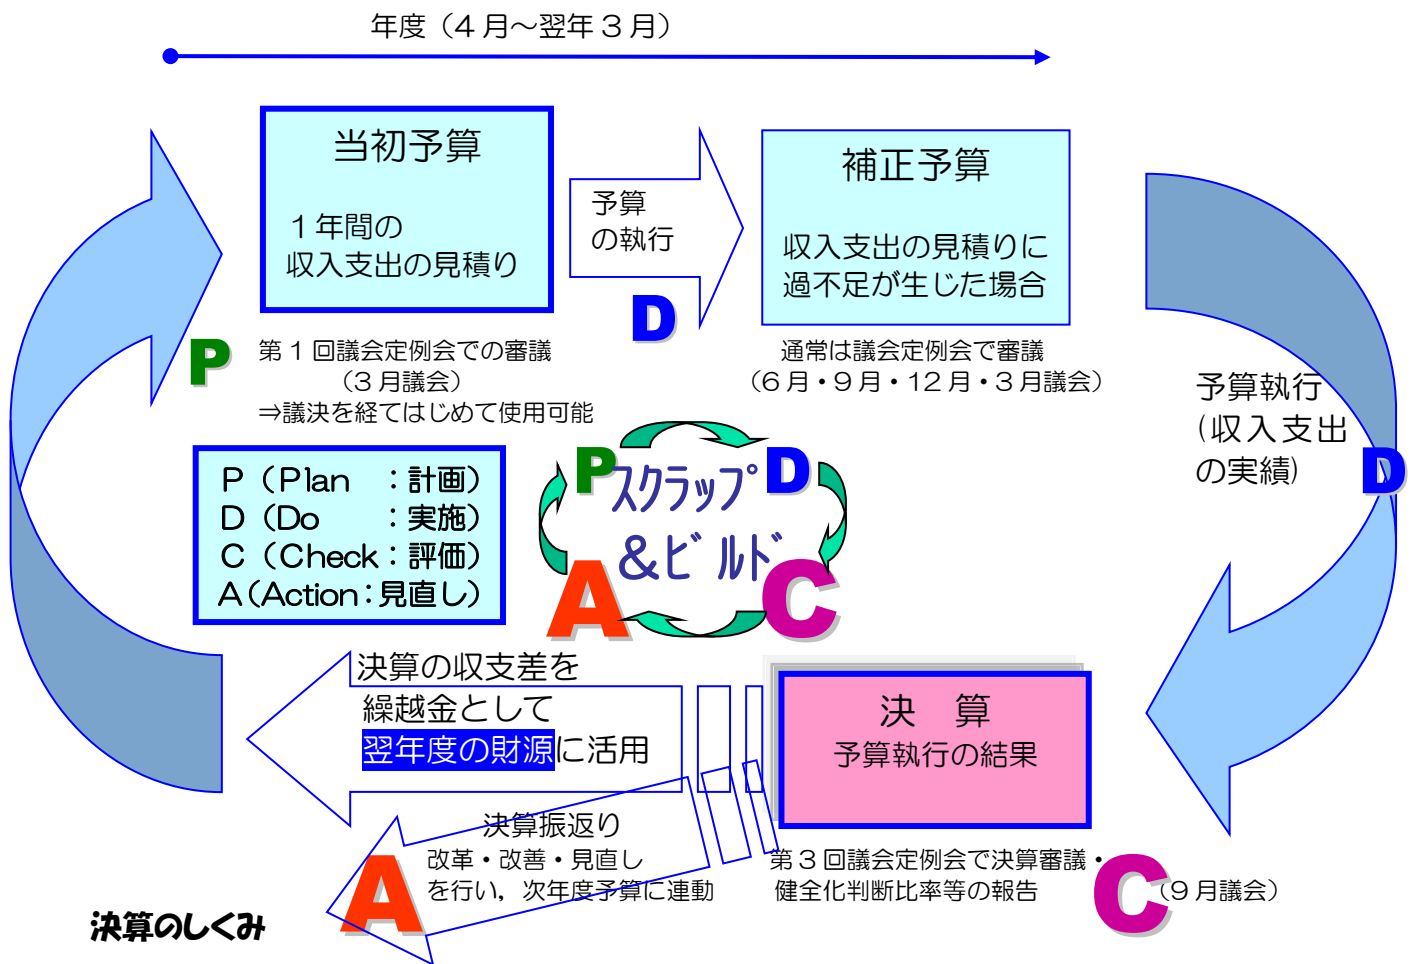 年度（４月～翌年３月）
当初予算
１年間の
収入支出の見積り
予算
の執行
D
補正予算
収入支出の見積りに
過不足が生じた場合
P
第１回議会定例会での審議
（３月議会）
⇒議決を経てはじめて使用可能
通常は議会定例会で審議
（６月・９月・１２月・３月議会）
予算執行
(収入支出
の実績)
D
P（Plan　：計画）
D（Do　　：実施）
C（Check：評価）
A（Action：見直し）
P
D
ｽｸﾗｯﾌﾟ
＆ﾋﾞﾙﾄﾞ
A
C
決算の収支差を
繰越金として
翌年度の財源に活用
決　算
予算執行の結果
決算振返り
改革・改善・見直し
を行い，次年度予算に連動
A
第３回議会定例会で決算審議・
健全化判断比率等の報告
C
（９月議会）
決算のしくみ